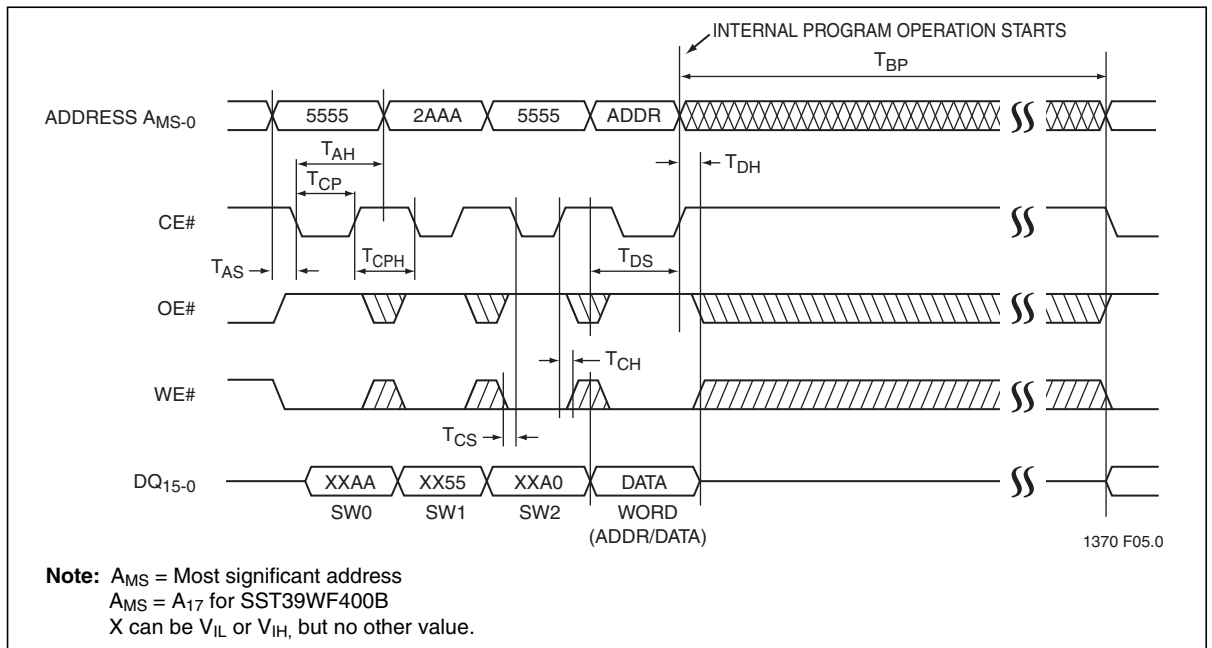 INTERNAL PROGRAM OPERATION STARTS
TBP
ADDRESS AMS-0
5555
2AAA
5555
ADDR
TAH
TDH
TCP
CE#
TAS
TCPH
TDS
OE#
TCH
WE#
TCS
DQ15-0
XXAA
XX55
XXA0
DATA
SW0
SW1
SW2
WORD
(ADDR/DATA)
1370 F05.0
Note: AMS = Most significant address
AMS = A17 for SST39WF400B
X can be VIL or VIH, but no other value.